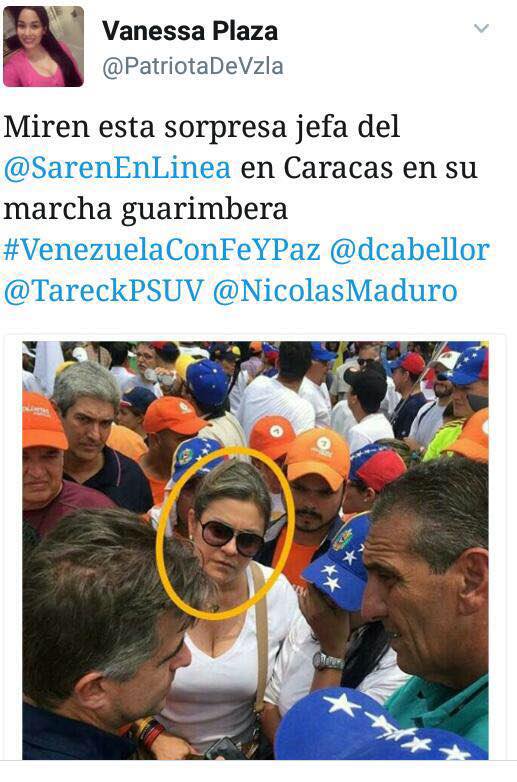 Vanessa Plaza
@PatriotaDeVzla
Miren esta sorpresa jefa del
@SarenEnLinea en Caracas en su
marcha guarimbera
#VenezuelaConFeYPaz @dcabellor
@TareckPSUV @NicolasMaduro